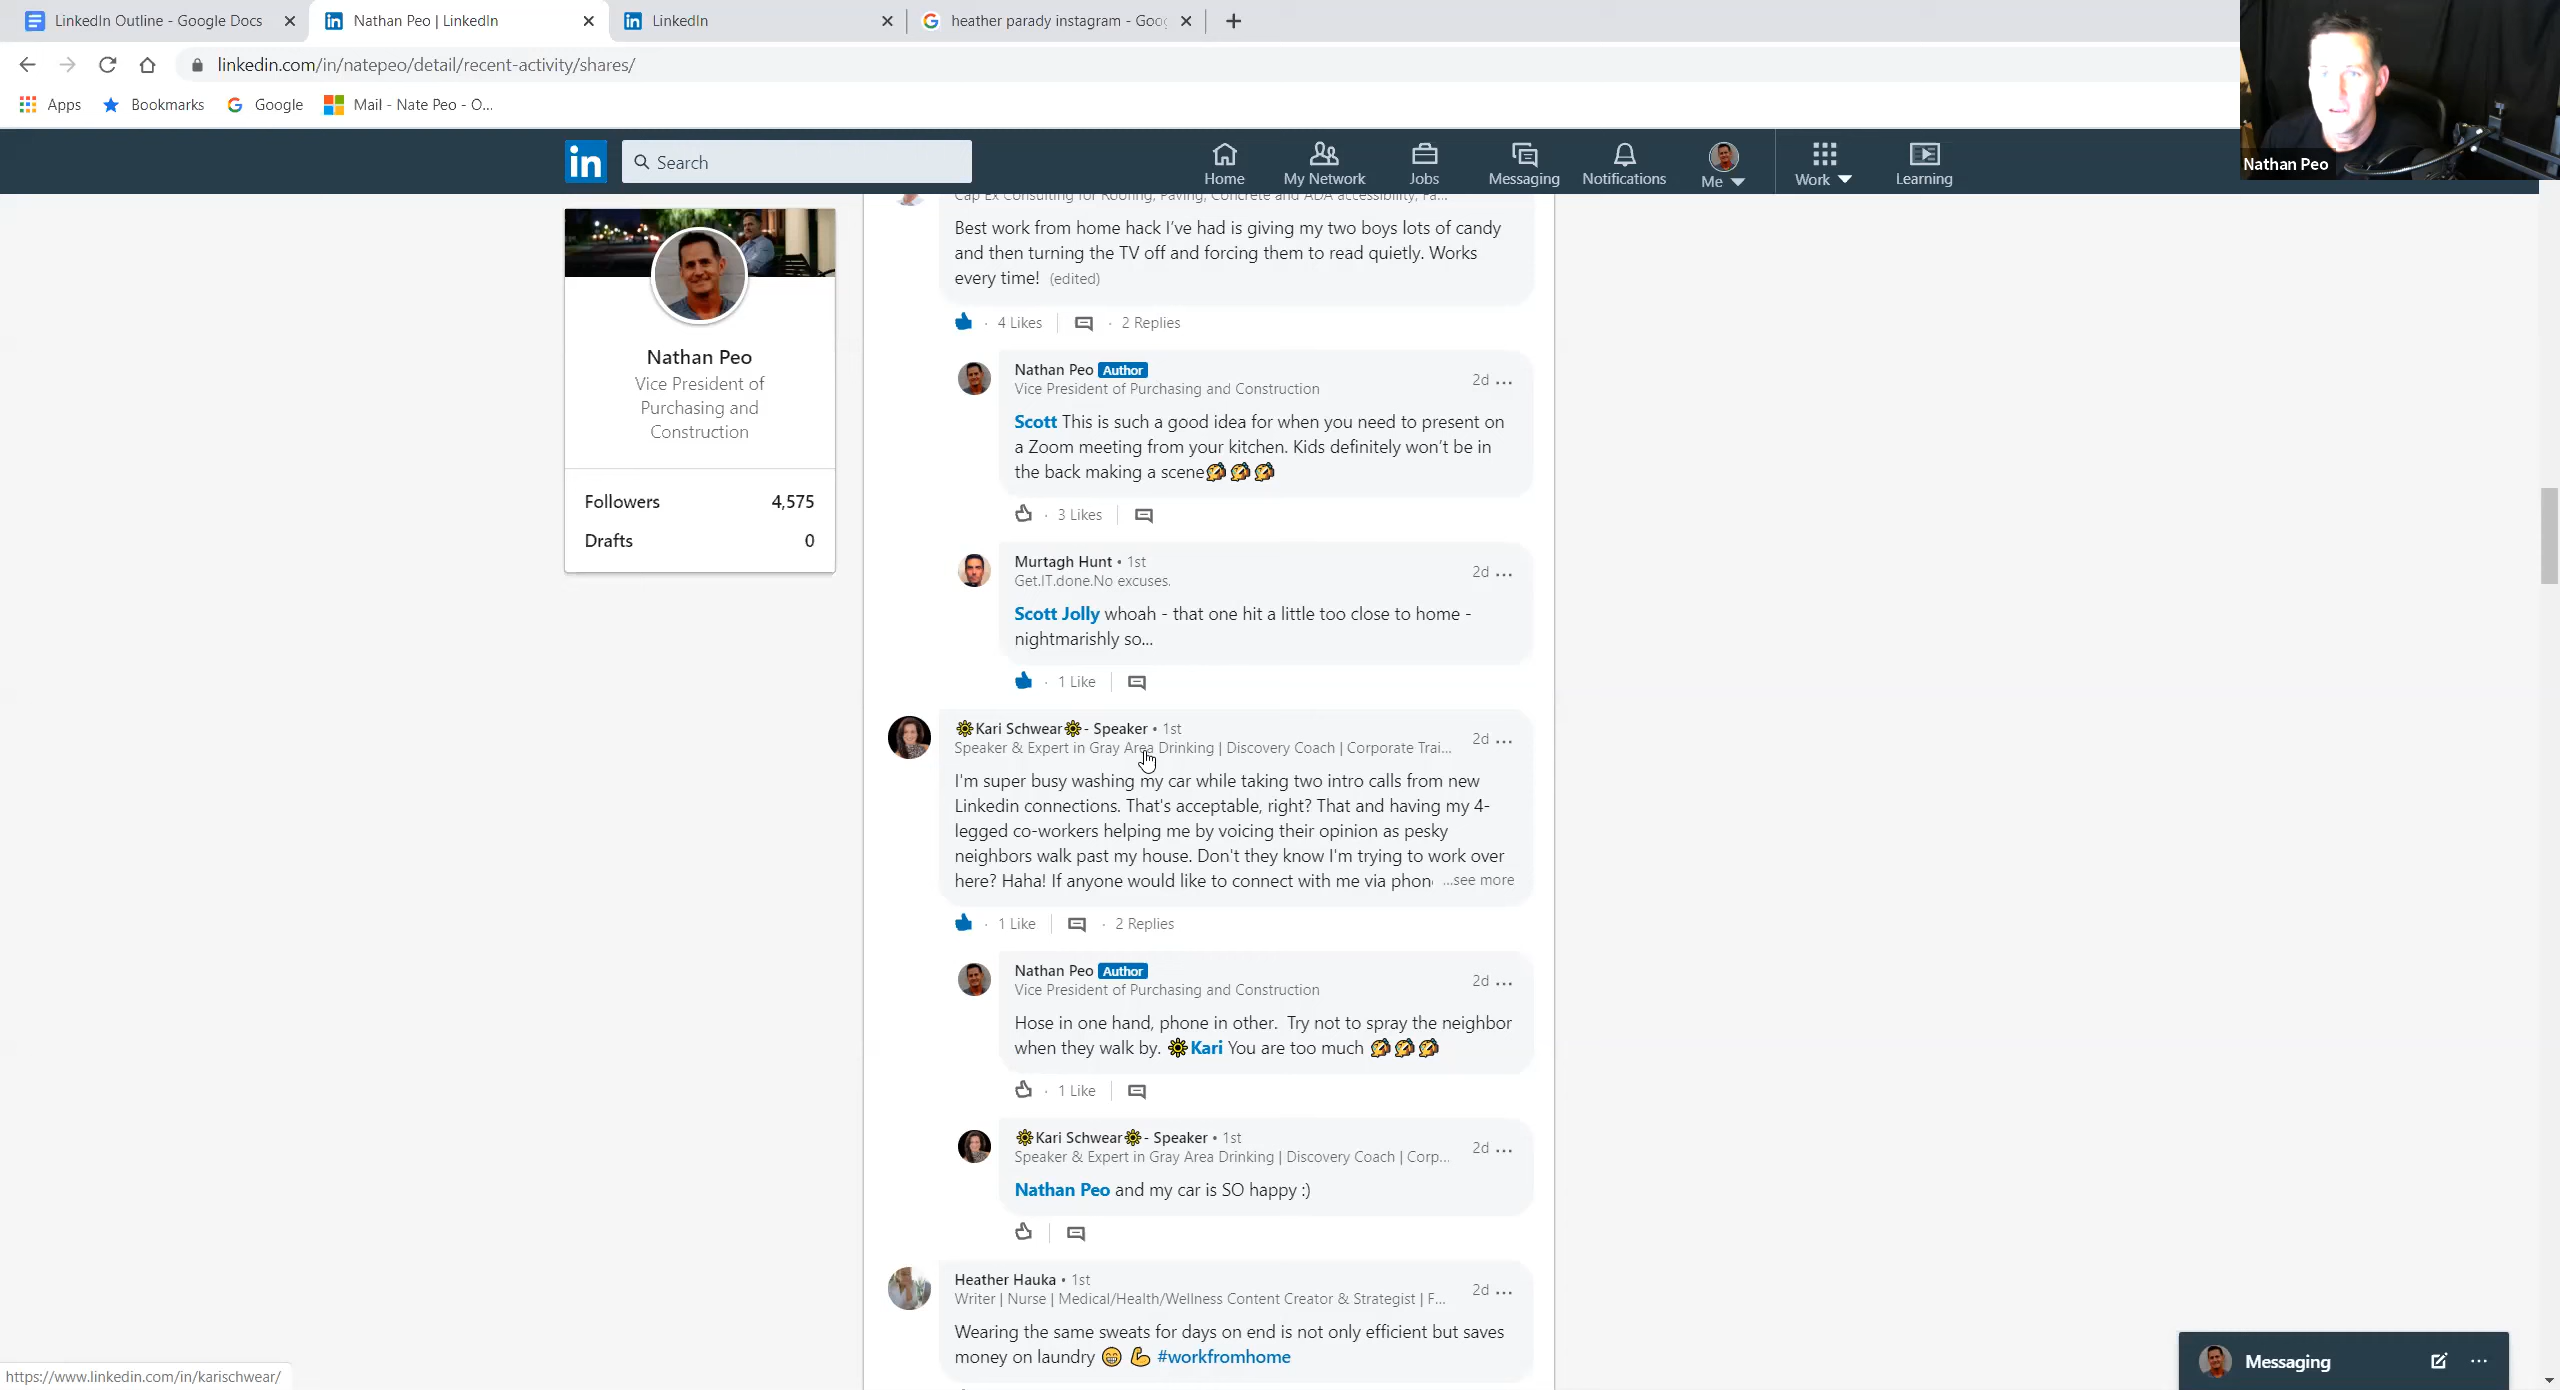 LinkedIn Outline - Google Docs
Nathan Peo | LinkedIn
LinkedIn
heather parady instagram - Goo
linkedin.com/in/natepeo/detail/recent-activity/shares/
Apps
Bookmarks
Google
Mail - Nate Peo - O...
Nathan Peo
in
Search
Home
My Network
Jobs
Messaging
Notifications
Me
Work
Learning
Nathan Peo
Vice President of
Purchasing and
Construction
Followers 4,575
Drafts 0
Cap Ex Consulting for Roofing, Paving, Concrete and ADA accessibility, Fa...
Best work from home hack I've had is giving my two boys lots of candy
and then turning the TV off and forcing them to read quietly. Works
every time! (edited)
· 4 Likes · 2 Replies
Nathan Peo Author
Vice President of Purchasing and Construction
2d ...
Scott This is such a good idea for when you need to present on
a Zoom meeting from your kitchen. Kids definitely won't be in
the back making a scene🤣🤣🤣
· 3 Likes
Murtagh Hunt • 1st
Get.IT.done.No excuses.
2d ...
Scott Jolly whoah - that one hit a little too close to home -
nightmarishly so...
· 1 Like
🔆Kari Schwear🔆- Speaker • 1st
Speaker & Expert in Gray Area Drinking | Discovery Coach | Corporate Trai...
2d ...
I'm super busy washing my car while taking two intro calls from new
Linkedin connections. That's acceptable, right? That and having my 4-
legged co-workers helping me by voicing their opinion as pesky
neighbors walk past my house. Don't they know I'm trying to work over
here? Haha! If anyone would like to connect with me via phon ...see more
· 1 Like · 2 Replies
Nathan Peo Author
Vice President of Purchasing and Construction
2d ...
Hose in one hand, phone in other. Try not to spray the neighbor
when they walk by. 🔆Kari You are too much 🤣🤣🤣
· 1 Like
🔆Kari Schwear🔆- Speaker • 1st
Speaker & Expert in Gray Area Drinking | Discovery Coach | Corp...
2d ...
Nathan Peo and my car is SO happy :)
Heather Hauka • 1st
Writer | Nurse | Medical/Health/Wellness Content Creator & Strategist | F...
2d ...
Wearing the same sweats for days on end is not only efficient but saves
money on laundry 😁 💪 #workfromhome
https://www.linkedin.com/in/karischwear/
Messaging